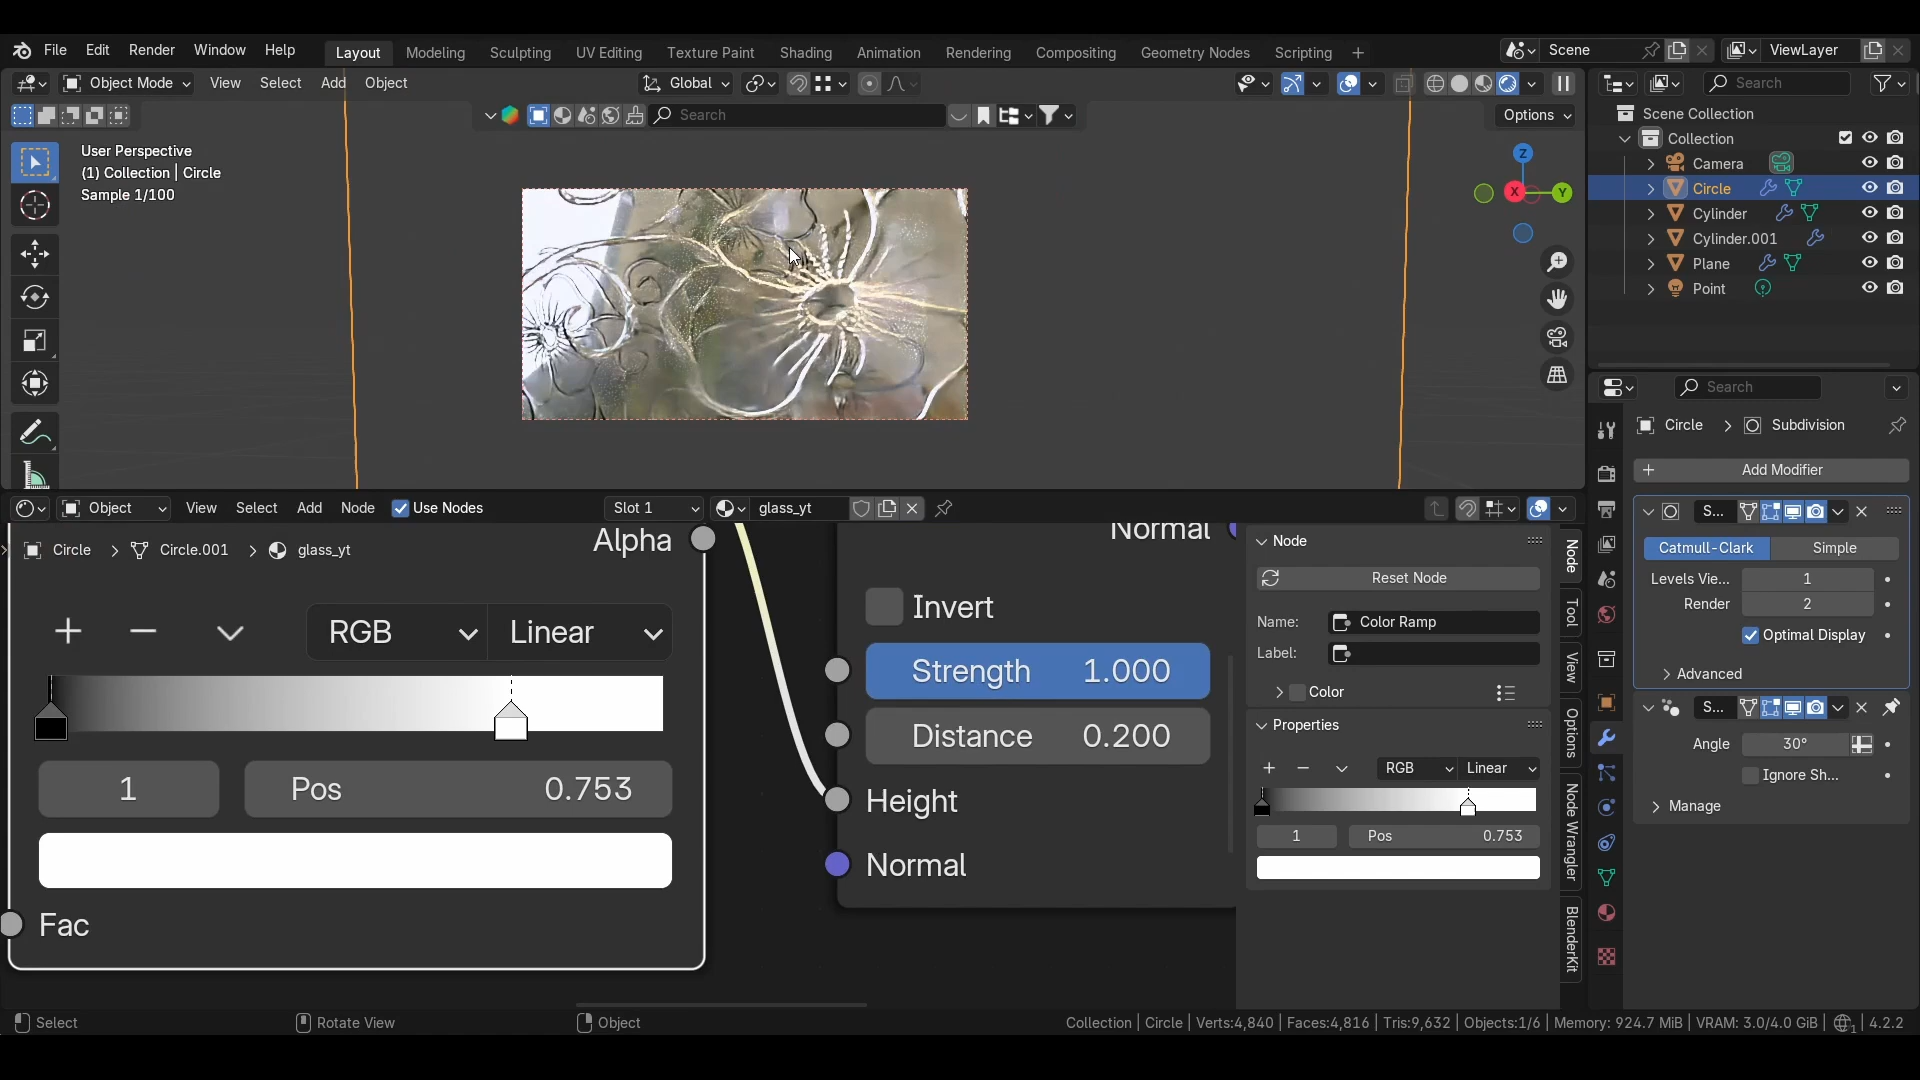 File Edit Render Window Help Layout Modeling Sculpting UV Editing Texture Paint Shading Animation Rendering Compositing Geometry Nodes Scripting Scene ViewLayer
Object Mode View Select Add Object Global Search
Search Options
User Perspective
(1) Collection | Circle
Sample 1/100
Z
X
Y
Scene Collection
Collection
Camera
Circle
Cylinder
Cylinder.001
Plane
Point
Search
Circle Subdivision
Add Modifier
S...
Catmull-Clark Simple
Levels Vie... 1
Render 2
Optimal Display
Advanced
S...
Angle 30°
Ignore Sh...
Manage
Object View Select Add Node Use Nodes Slot 1 glass_yt
Circle Circle.001 glass_yt
Alpha
RGB Linear
1 Pos 0.753
Fac
Normal
Invert
Strength 1.000
Distance 0.200
Height
Normal
Node
Reset Node
Name: Color Ramp
Label:
Color
Properties
RGB Linear
1 Pos 0.753
Node
Tool
View
Options
Node Wrangler
BlenderKit
Select Rotate View Object Collection | Circle | Verts:4,840 | Faces:4,816 | Tris:9,632 | Objects:1/6 | Memory: 924.7 MiB | VRAM: 3.0/4.0 GiB | 1 | 4.2.2